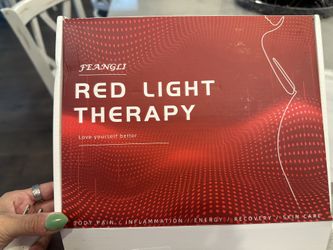 FEANGLI
RED LIGHT
THERAPY
Love yourself better
BODY PAIN / INFLAMMATION / ENERGY / RECOVERY // SKIN CARE